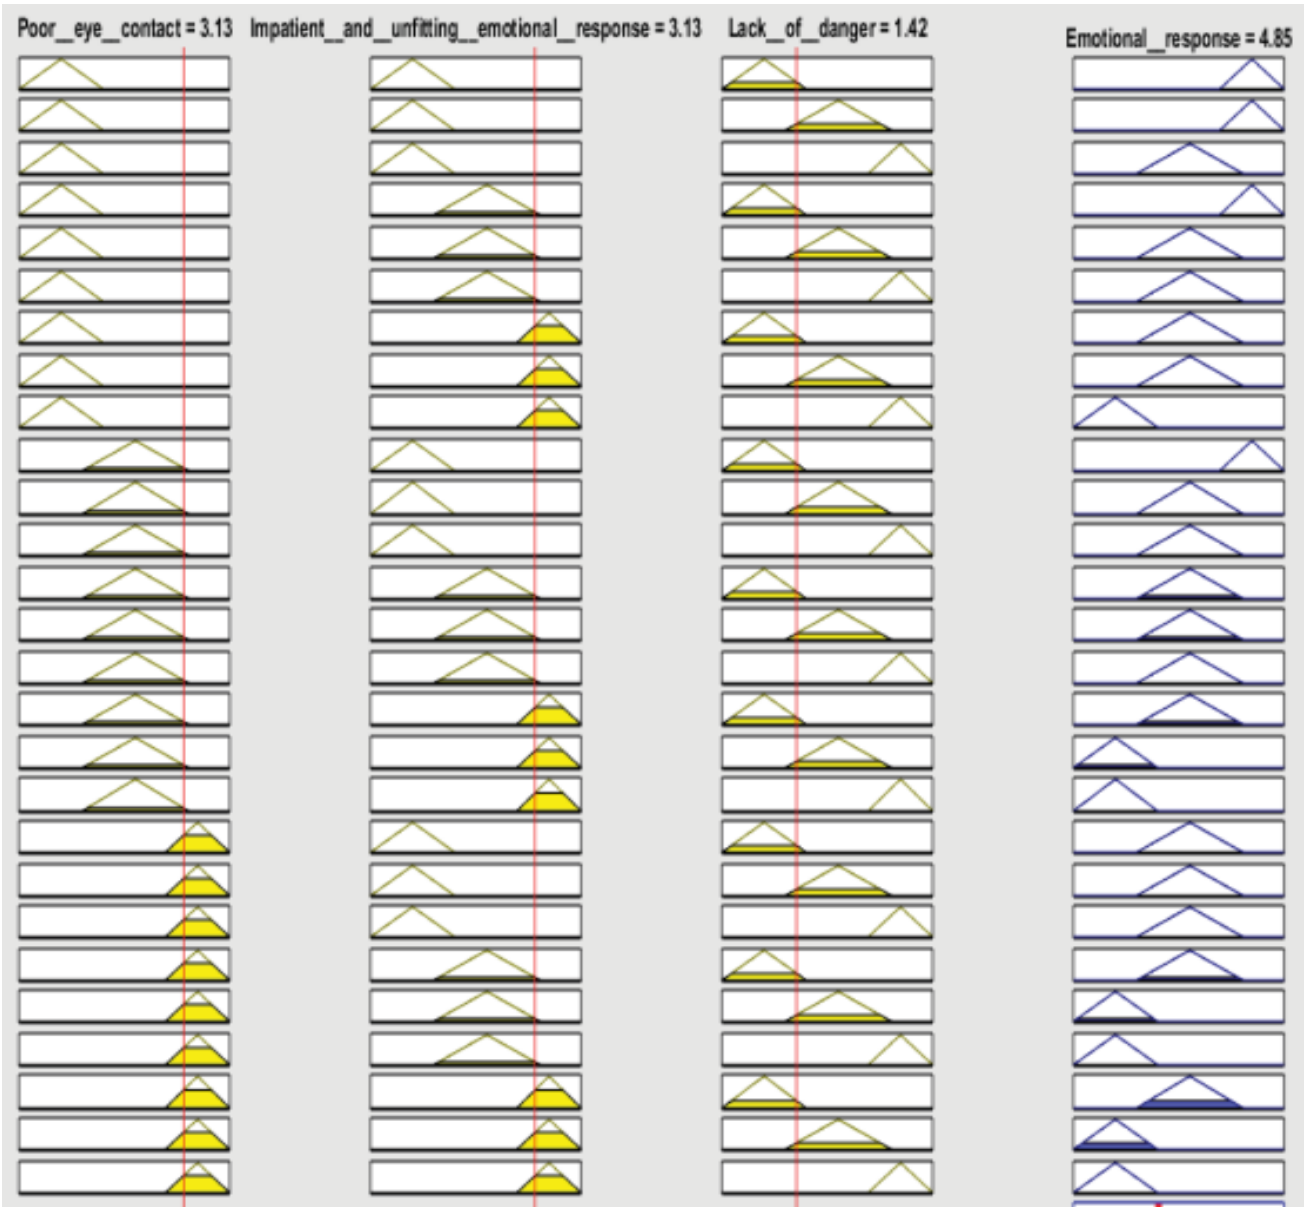 Poor__eye__contact = 3.13 Impatient__and__unfitting__emotional__response = 3.13 Lack__of__danger = 1.42 Emotional__response = 4.85